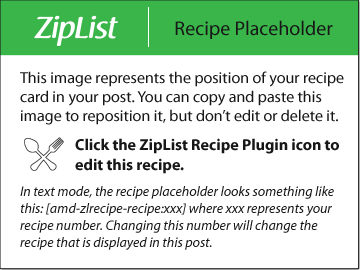 ZipList Recipe Placeholder
This image represents the position of your recipe
card in your post. You can copy and paste this
image to reposition it, but don’t edit or delete it.
Click the ZipList Recipe Plugin icon to
edit this recipe.
In text mode, the recipe placeholder looks something like
this: [amd-zlrecipe-recipe:xxx] where xxx represents your
recipe number. Changing this number will change the
recipe that is displayed in this post.